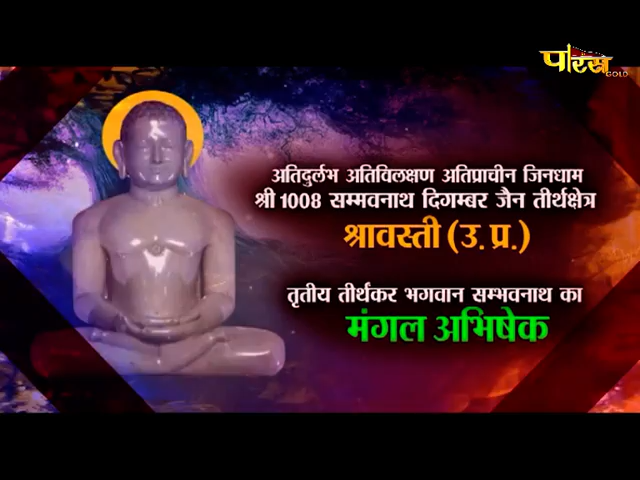 पारस
GOLD
अतिदुर्लभ अतिविलक्षण अतिप्राचीन जिनधाम
श्री 1008 सम्भवनाथ दिगम्बर जैन तीर्थक्षेत्र
श्रावस्ती (उ. प्र.)
तृतीय तीर्थंकर भगवान सम्भवनाथ का
मंगल अभिषेक